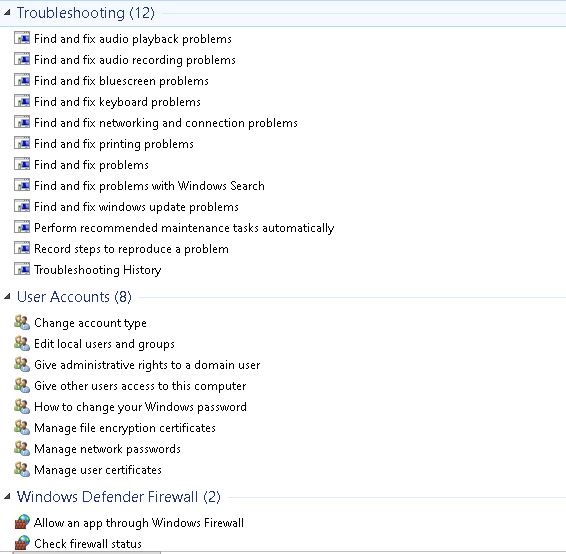 Troubleshooting (12)
Find and fix audio playback problems
Find and fix audio recording problems
Find and fix bluescreen problems
Find and fix keyboard problems
Find and fix networking and connection problems
Find and fix printing problems
Find and fix problems
Find and fix problems with Windows Search
Find and fix windows update problems
Perform recommended maintenance tasks automatically
Record steps to reproduce a problem
Troubleshooting History
User Accounts (8)
Change account type
Edit local users and groups
Give administrative rights to a domain user
Give other users access to this computer
How to change your Windows password
Manage file encryption certificates
Manage network passwords
Manage user certificates
Windows Defender Firewall (2)
Allow an app through Windows Firewall
Check firewall status